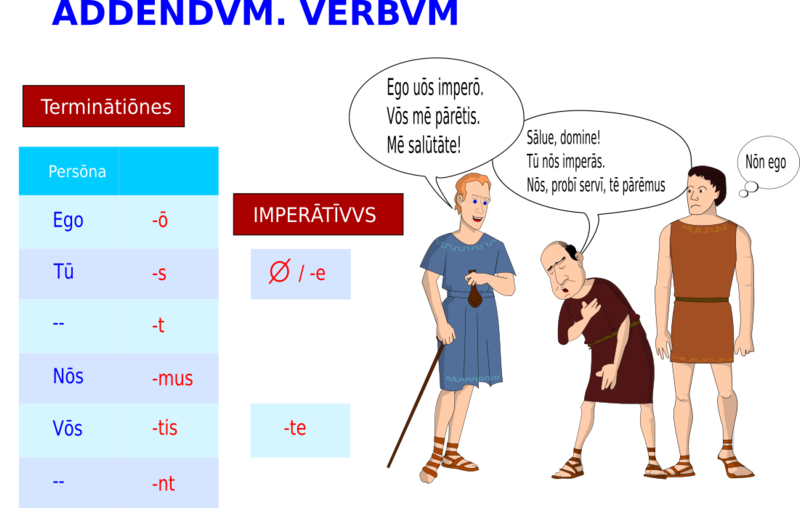 ADDENDVM. VERBVM
Terminātiōnes
Persōna
Ego -ō
Tū -s
-- -t
Nōs -mus
Vōs -tis
-- -nt
IMPERĀTĪVVS
Ø / -e
-te
Ego uōs imperō.
Vōs mē pārētis.
Mē salūtāte!
Sālue, domine!
Tū nōs imperās.
Nōs, probī servī, tē pārēmus
Nōn ego